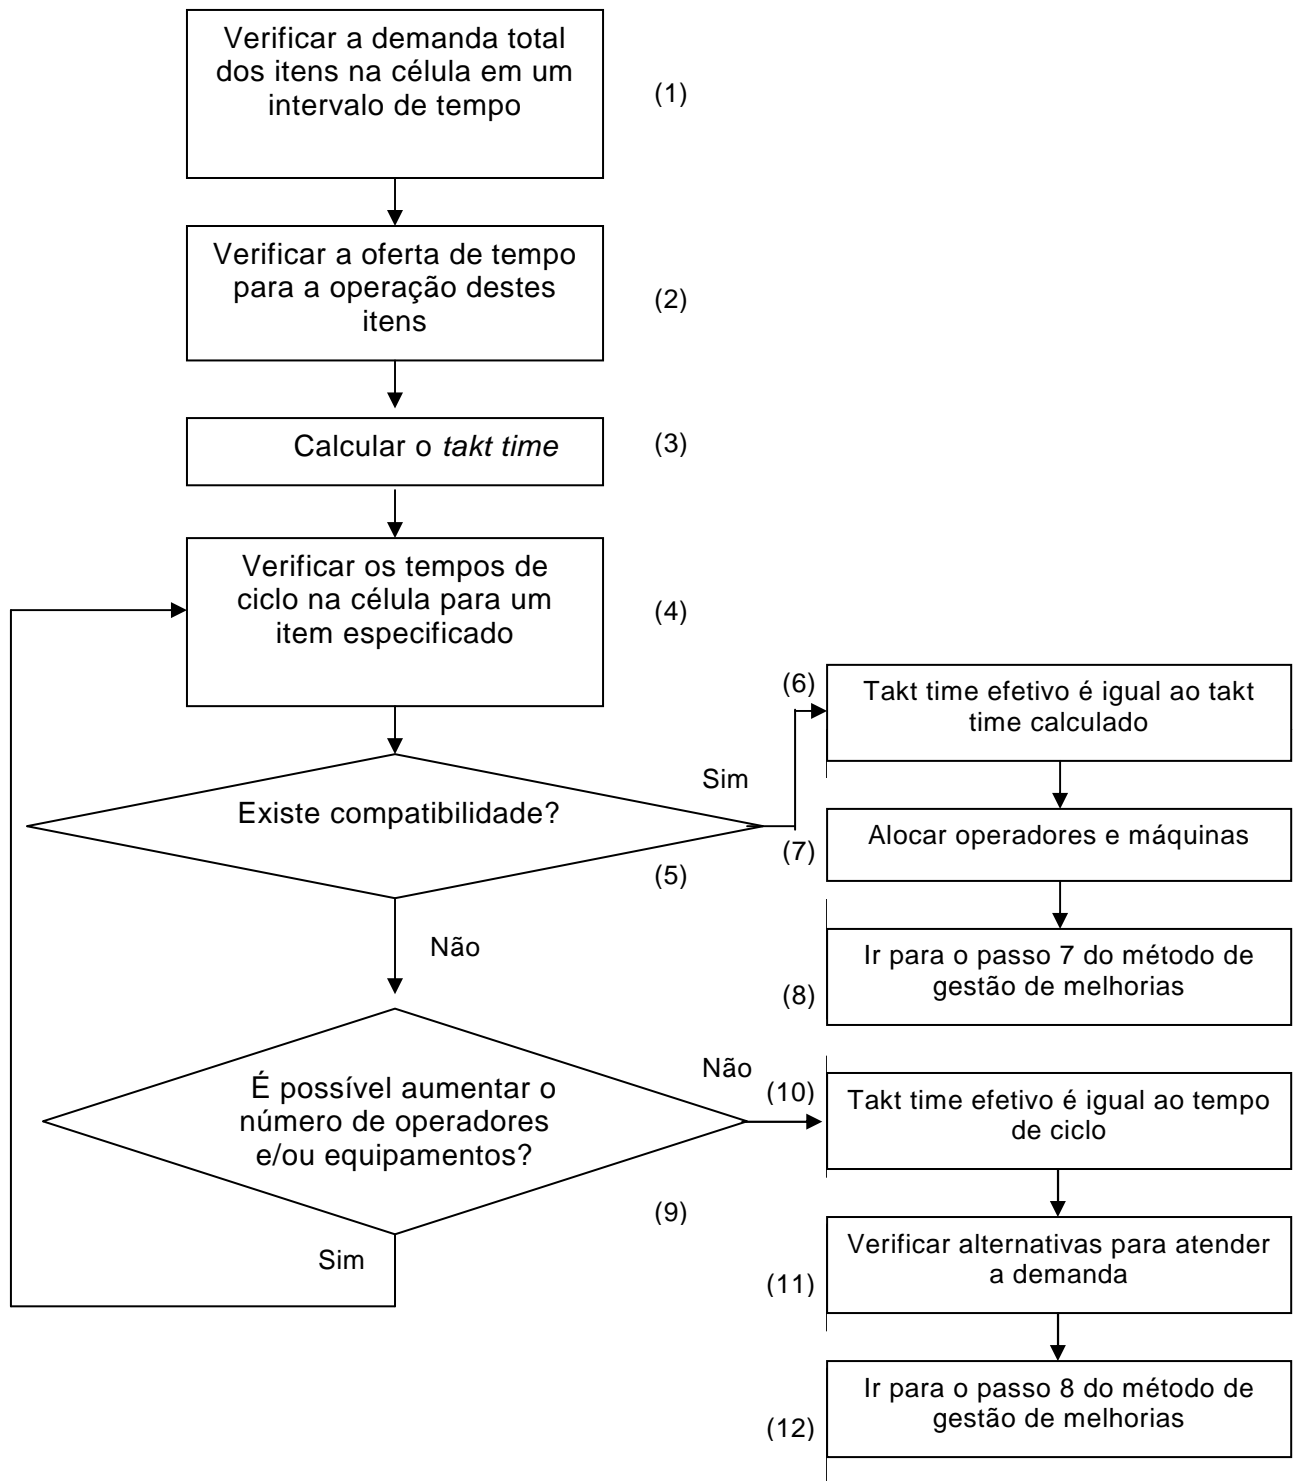 Verificar a demanda total
dos itens na célula em um
intervalo de tempo
(1)
Verificar a oferta de tempo
para a operação destes
itens
(2)
Calcular o takt time
(3)
Verificar os tempos de
ciclo na célula para um
item especificado
(4)
Existe compatibilidade?
(5)
Sim
(6)
Takt time efetivo é igual ao takt
time calculado
(7)
Alocar operadores e máquinas
(8)
Ir para o passo 7 do método de
gestão de melhorias
Não
É possível aumentar o
número de operadores
e/ou equipamentos?
(9)
Sim
Não
(10)
Takt time efetivo é igual ao tempo
de ciclo
(11)
Verificar alternativas para atender
a demanda
(12)
Ir para o passo 8 do método de
gestão de melhorias